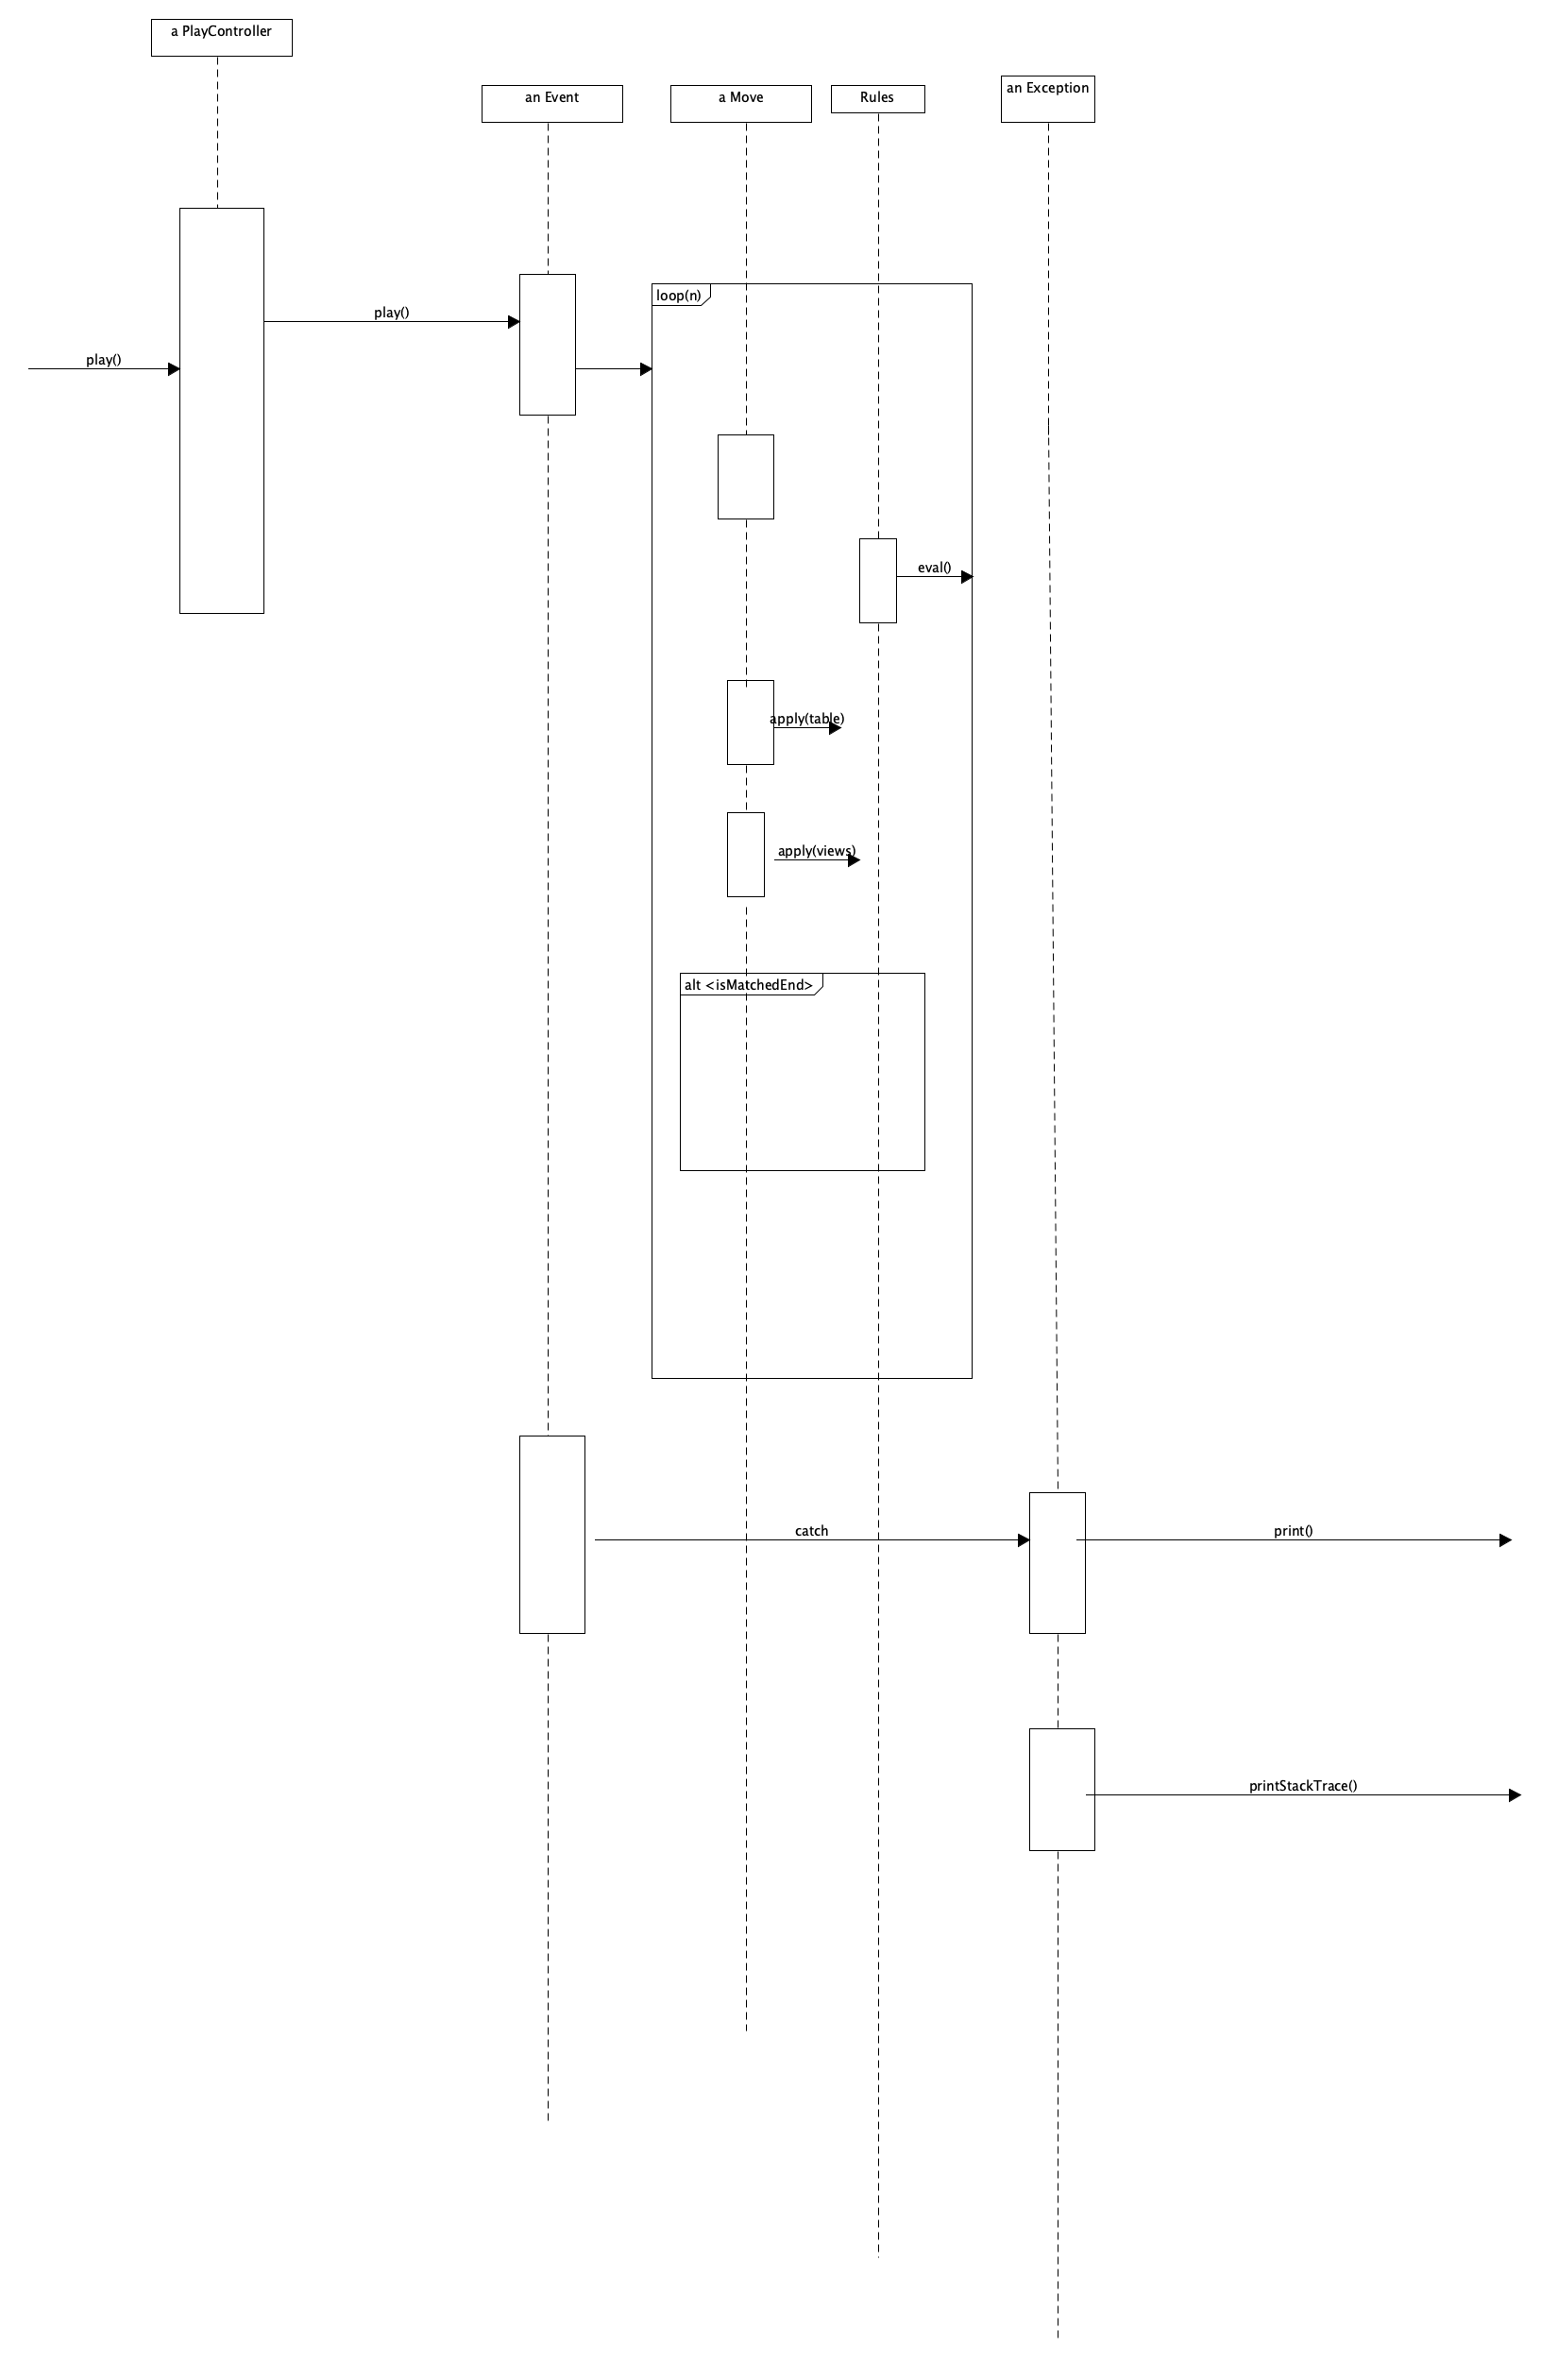 a PlayController
an Event
a Move
Rules
an Exception
loop(n)
play()
play()
eval()
apply(table)
apply(views)
alt <isMatchedEnd>
catch
print()
printStackTrace()